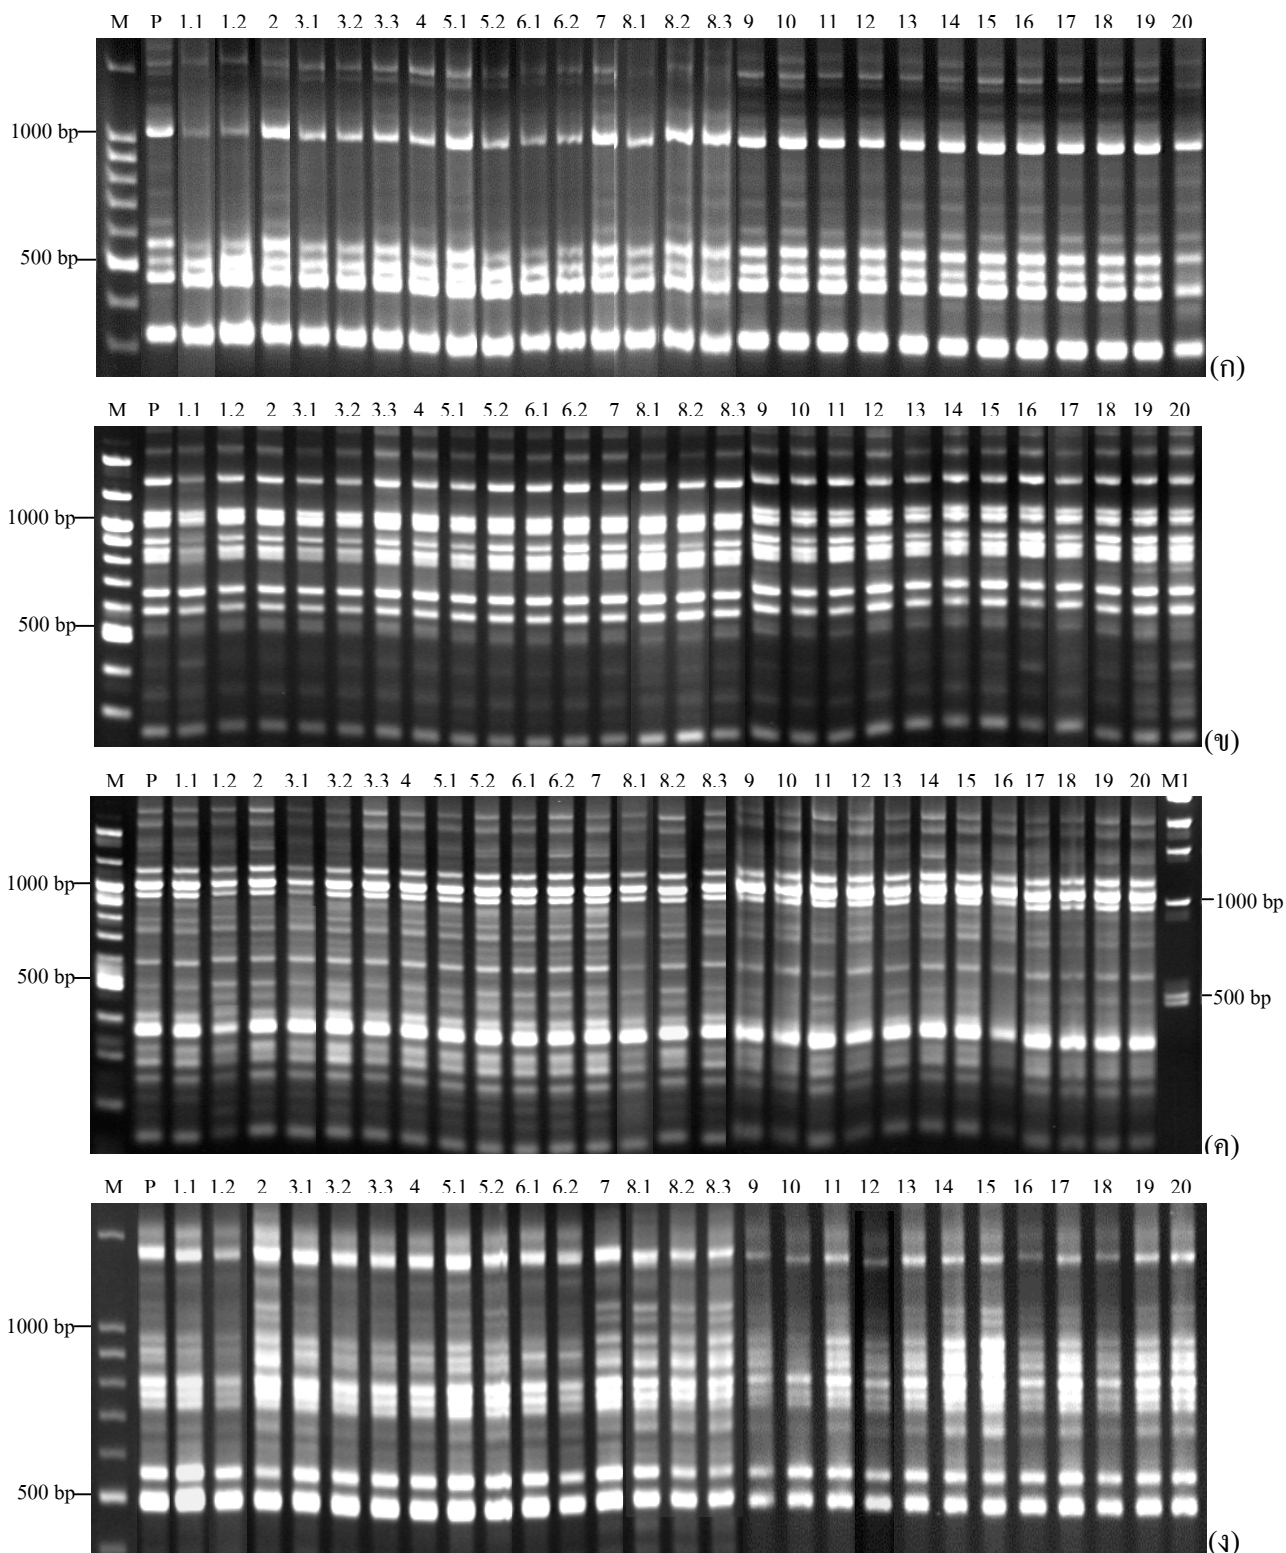 M P 1.1 1.2 2 3.1 3.2 3.3 4 5.1 5.2 6.1 6.2 7 8.1 8.2 8.3 9 10 11 12 13 14 15 16 17 18 19 20
1000 bp
500 bp
(ก)
M P 1.1 1.2 2 3.1 3.2 3.3 4 5.1 5.2 6.1 6.2 7 8.1 8.2 8.3 9 10 11 12 13 14 15 16 17 18 19 20
1000 bp
500 bp
(ข)
M P 1.1 1.2 2 3.1 3.2 3.3 4 5.1 5.2 6.1 6.2 7 8.1 8.2 8.3 9 10 11 12 13 14 15 16 17 18 19 20 M1
1000 bp 1000 bp
500 bp 500 bp
(ค)
M P 1.1 1.2 2 3.1 3.2 3.3 4 5.1 5.2 6.1 6.2 7 8.1 8.2 8.3 9 10 11 12 13 14 15 16 17 18 19 20
1000 bp
500 bp
(ง)